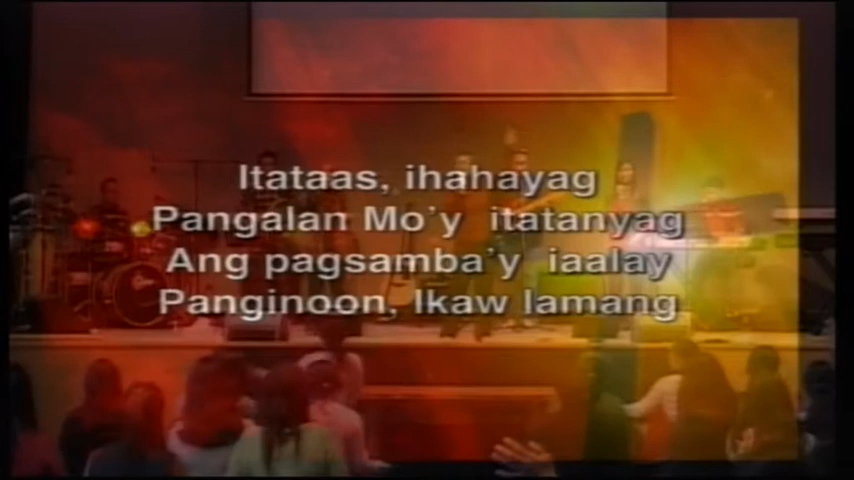 Itataas, ihahayag
Pangalan Mo'y itatanyag
Ang pagsamba'y iaalay
Panginoon, Ikaw lamang